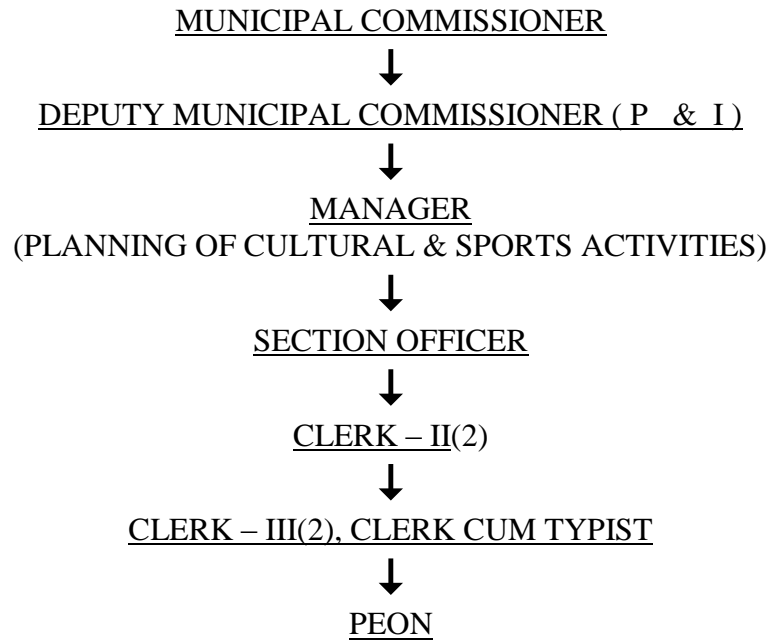 MUNICIPAL COMMISSIONER
DEPUTY MUNICIPAL COMMISSIONER ( P & I )
MANAGER
(PLANNING OF CULTURAL & SPORTS ACTIVITIES)
SECTION OFFICER
CLERK – II(2)
CLERK – III(2), CLERK CUM TYPIST
PEON